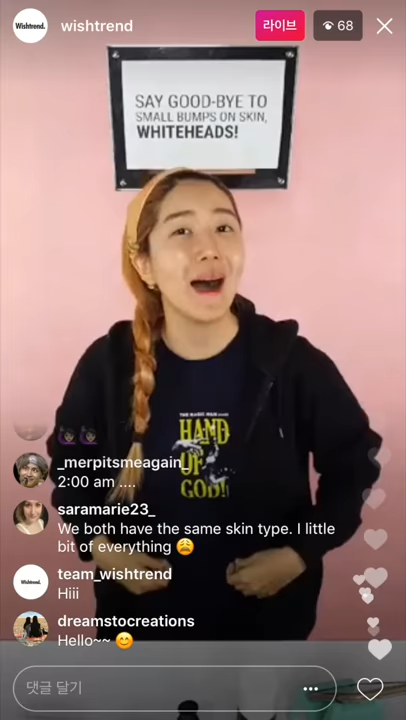 Wishtrend.
wishtrend
라이브
68
SAY GOOD-BYE TO
SMALL BUMPS ON SKIN,
WHITEHEADS!
HAND
OF
GOD!
_merpitsmeagain_
2:00 am ....
saramarie23_
We both have the same skin type. I little
bit of everything 😩
Wishtrend.
team_wishtrend
Hiii
dreamstocreations
Hello~~ 😊
댓글 달기